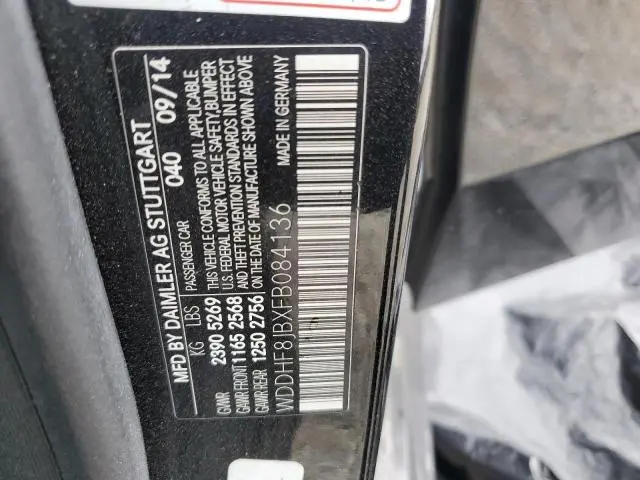 MFD BY DAIMLER AG STUTTGART
040 09/14
KG LBS PASSENGER CAR
GVWR 2390 5269 THIS VEHICLE CONFORMS TO ALL APPLICABLE
GAWR FRONT 1165 2568 U.S. FEDERAL MOTOR VEHICLE SAFETY, BUMPER
GAWR REAR 1250 2756 AND THEFT PREVENTION STANDARDS IN EFFECT
ON THE DATE OF MANUFACTURE SHOWN ABOVE
WDDHF8JBXFB084136 MADE IN GERMANY